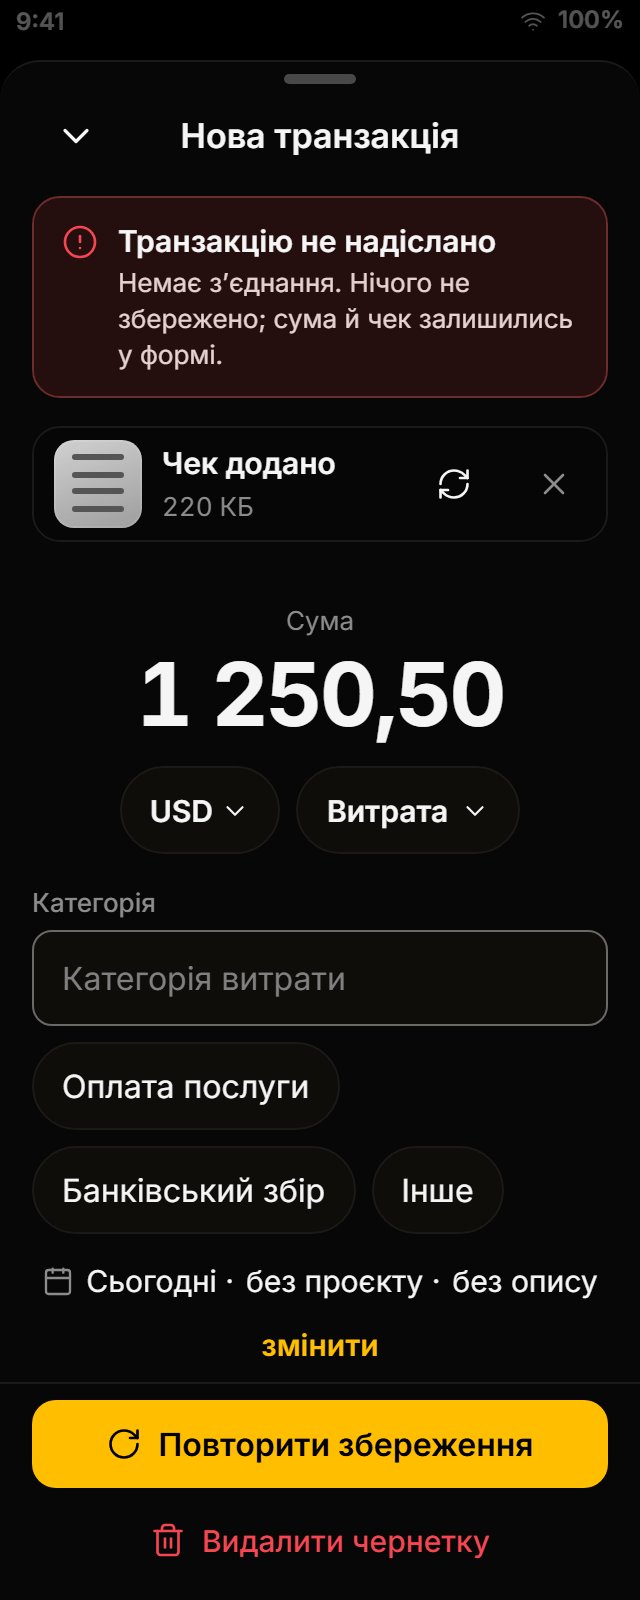 9:41
100%
Нова транзакція
Транзакцію не надіслано
Немає з’єднання. Нічого не
збережено; сума й чек залишились
у формі.
Чек додано
220 КБ
Сума
1 250,50
USD
Витрата
Категорія
Категорія витрати
Оплата послуги
Банківський збір
Інше
Сьогодні · без проєкту · без опису
змінити
Повторити збереження
Видалити чернетку